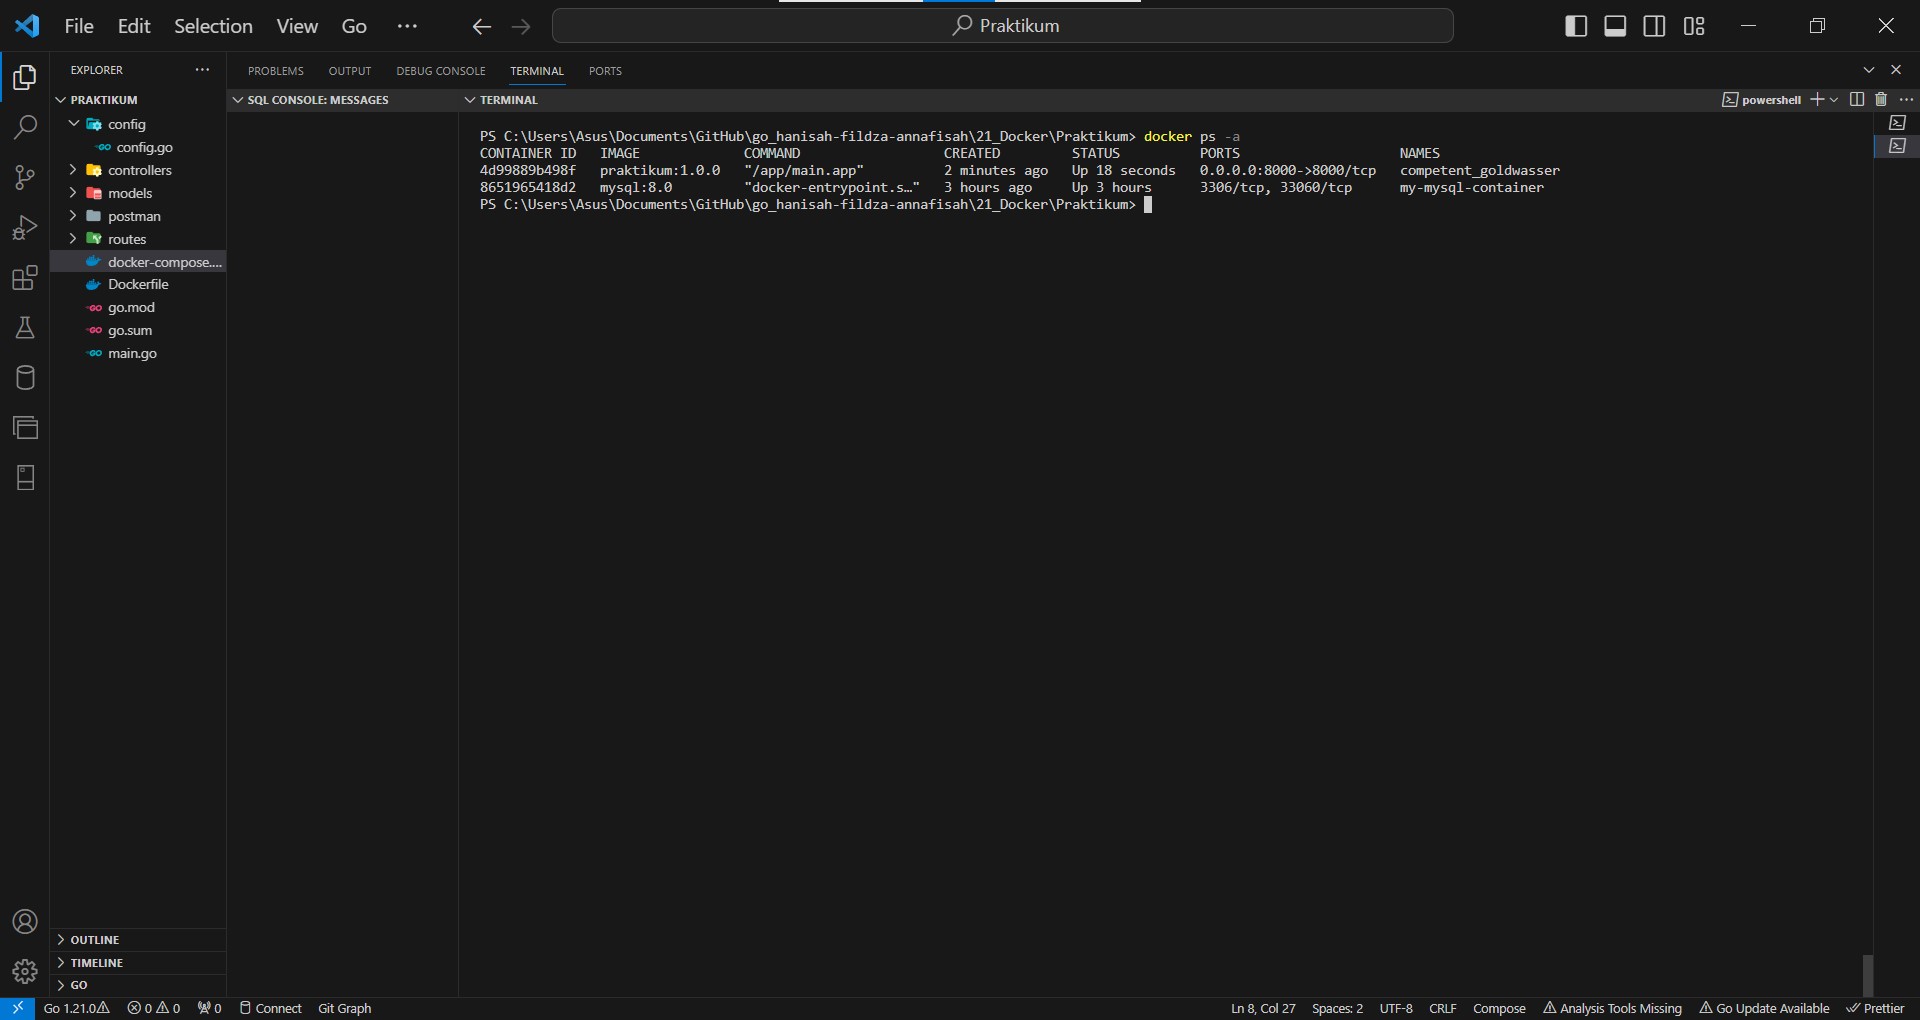 File Edit Selection View Go ···
Praktikum
EXPLORER
PROBLEMS OUTPUT DEBUG CONSOLE TERMINAL PORTS
PRAKTIKUM
SQL CONSOLE: MESSAGES
TERMINAL
powershell
config
config.go
controllers
models
postman
routes
docker-compose....
Dockerfile
go.mod
go.sum
main.go
PS C:\Users\Asus\Documents\GitHub\go_hanisah-fildza-annafisah\21_Docker\Praktikum> docker ps -a
CONTAINER ID IMAGE COMMAND CREATED STATUS PORTS NAMES
4d99889b498f praktikum:1.0.0 "/app/main.app" 2 minutes ago Up 18 seconds 0.0.0.0:8000->8000/tcp competent_goldwasser
8651965418d2 mysql:8.0 "docker-entrypoint.s…" 3 hours ago Up 3 hours 3306/tcp, 33060/tcp my-mysql-container
PS C:\Users\Asus\Documents\GitHub\go_hanisah-fildza-annafisah\21_Docker\Praktikum>
OUTLINE
TIMELINE
GO
Go 1.21.0 0 0 0 Connect Git Graph
Ln 8, Col 27 Spaces: 2 UTF-8 CRLF Compose Analysis Tools Missing Go Update Available Prettier